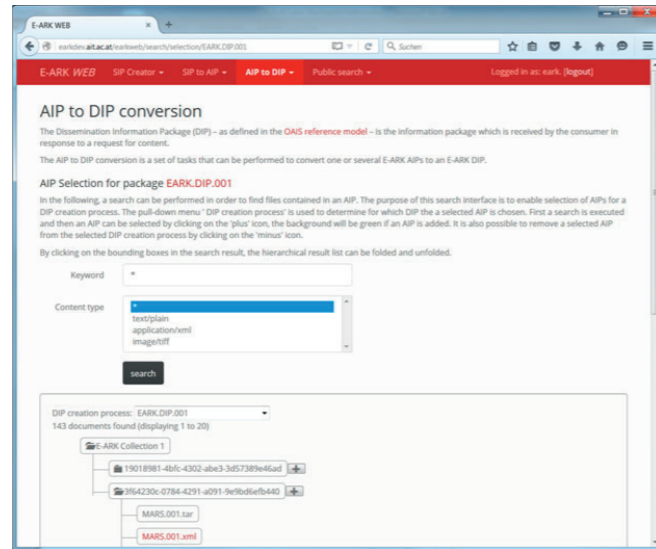 E-ARK WEB
earkdev.ait.ac.at/earkweb/search/selection/EARK.DIP.001
Suchen
E-ARK WEB SIP Creator SIP to AIP AIP to DIP Public search Logged in as: eark. [logout]
AIP to DIP conversion
The Dissemination Information Package (DIP) – as defined in the OAIS reference model – is the information package which is received by the consumer in
response to a request for content.
The AIP to DIP conversion is a set of tasks that can be performed to convert one or several E-ARK AIPs to an E-ARK DIP.
AIP Selection for package EARK.DIP.001
In the following, a search can be performed in order to find files contained in an AIP. The purpose of this search interface is to enable selection of AIPs for a
DIP creation process. The pull-down menu ' DIP creation process' is used to determine for which DIP the a selected AIP is chosen. First a search is executed
and then an AIP can be selected by clicking on the 'plus' icon, the background will be green if an AIP is added. It is also possible to remove a selected AIP
from the selected DIP creation process by clicking on the 'minus' icon.
By clicking on the bounding boxes in the search result, the hierarchical result list can be folded and unfolded.
Keyword *
Content type *
text/plain
application/xml
image/tiff
search
DIP creation process: EARK.DIP.001
143 documents found (displaying 1 to 20)
E-ARK Collection 1
19018981-4bfc-4302-abe3-3d57389e46ad
3f64230c-0784-4291-a091-9e9bd6efb440
MARS.001.tar
MARS.001.xml